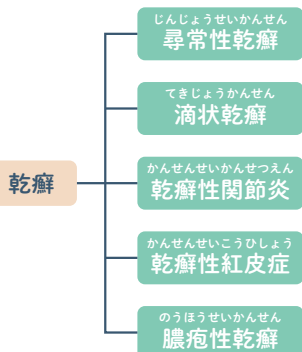 乾癬
じんじょうせいかんせん
尋常性乾癬
てきじょうかんせん
滴状乾癬
かんせんせいかんせつえん
乾癬性関節炎
かんせんせいこうひしょう
乾癬性紅皮症
のうほうせいかんせん
膿疱性乾癬